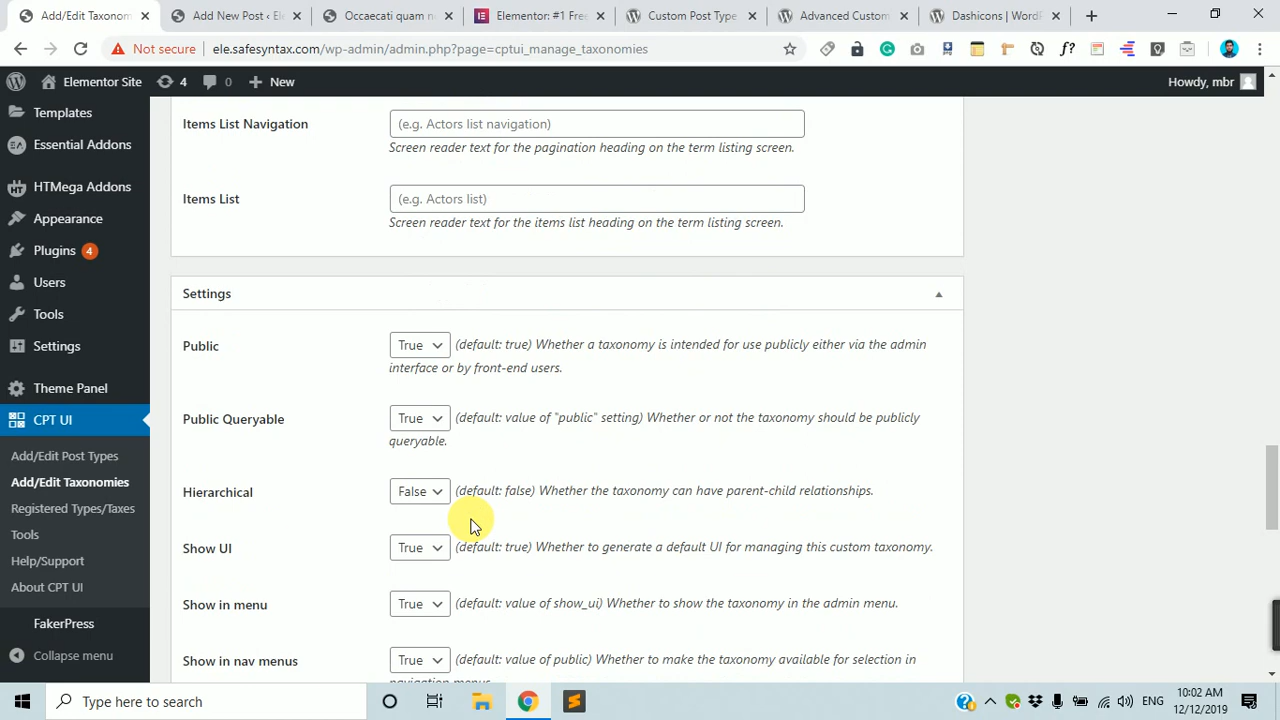 Add/Edit Taxonomi
Add New Post ‹ Ele
Occaecati quam n
Elementor: #1 Free
Custom Post Type
Advanced Custom
Dashicons | WordP
Not secure
ele.safesyntax.com/wp-admin/admin.php?page=cptui_manage_taxonomies
f?
Elementor Site
4
0
New
Howdy, mbr
Templates
Essential Addons
HTMega Addons
Appearance
Plugins 4
Users
Tools
Settings
Theme Panel
CPT UI
Add/Edit Post Types
Add/Edit Taxonomies
Registered Types/Taxes
Tools
Help/Support
About CPT UI
FakerPress
Collapse menu
Items List Navigation
(e.g. Actors list navigation)
Screen reader text for the pagination heading on the term listing screen.
Items List
(e.g. Actors list)
Screen reader text for the items list heading on the term listing screen.
Settings
Public
True
(default: true) Whether a taxonomy is intended for use publicly either via the admin
interface or by front-end users.
Public Queryable
True
(default: value of "public" setting) Whether or not the taxonomy should be publicly
queryable.
Hierarchical
False
(default: false) Whether the taxonomy can have parent-child relationships.
Show UI
True
(default: true) Whether to generate a default UI for managing this custom taxonomy.
Show in menu
True
(default: value of show_ui) Whether to show the taxonomy in the admin menu.
Show in nav menus
True
(default: value of public) Whether to make the taxonomy available for selection in
navigation menus.
Type here to search
ENG
10:02 AM
12/12/2019